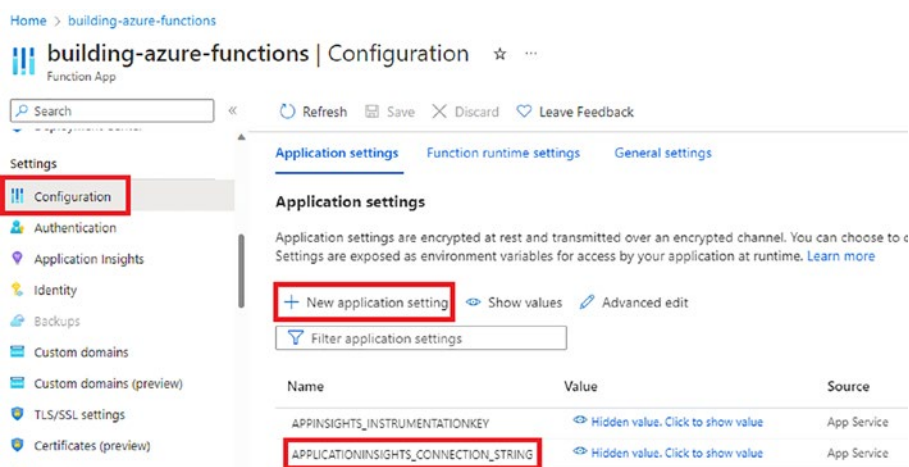 Home > building-azure-functions
building-azure-functions | Configuration
Function App
Search
Settings
Configuration
Authentication
Application Insights
Identity
Backups
Custom domains
Custom domains (preview)
TLS/SSL settings
Certificates (preview)
Refresh Save Discard Leave Feedback
Application settings Function runtime settings General settings
Application settings
Application settings are encrypted at rest and transmitted over an encrypted channel. You can choose to
Settings are exposed as environment variables for access by your application at runtime. Learn more
New application setting Show values Advanced edit
Filter application settings
Name Value Source
APPINSIGHTS_INSTRUMENTATIONKEY Hidden value. Click to show value App Service
APPLICATIONINSIGHTS_CONNECTION_STRING Hidden value. Click to show value App Service